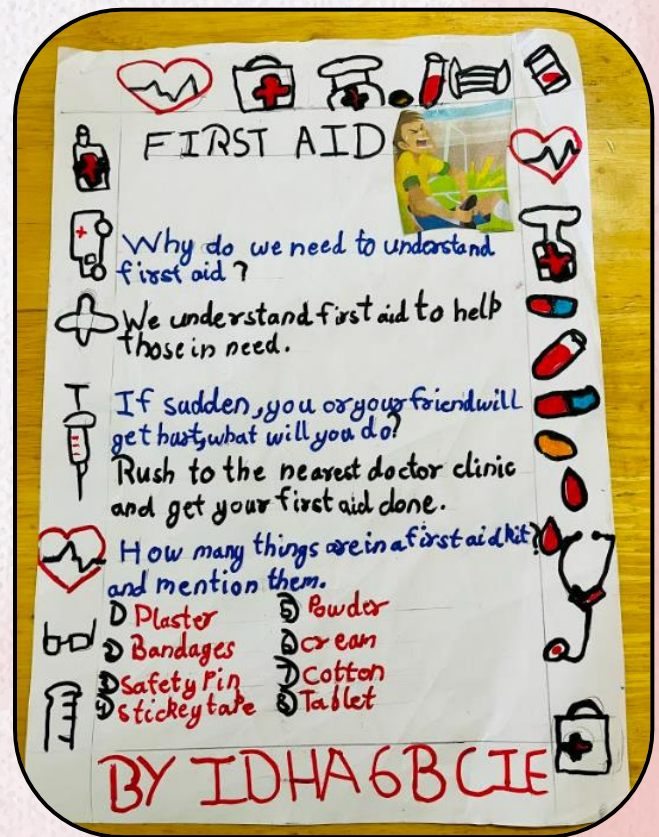 FIRST AID
Why do we need to understand
first aid ?
We understand first aid to help
those in need.
If sudden, you or your friend will
get hurt, what will you do?
Rush to the nearest doctor clinic
and get your first aid done.
How many things are in a first aid kit?
and mention them.
1) Plaster
2) Bandages
3) Safety Pin
4) stickey tape
5) Powder
6) cream
7) Cotton
8) Tablet
BY IDHA 6B CIE